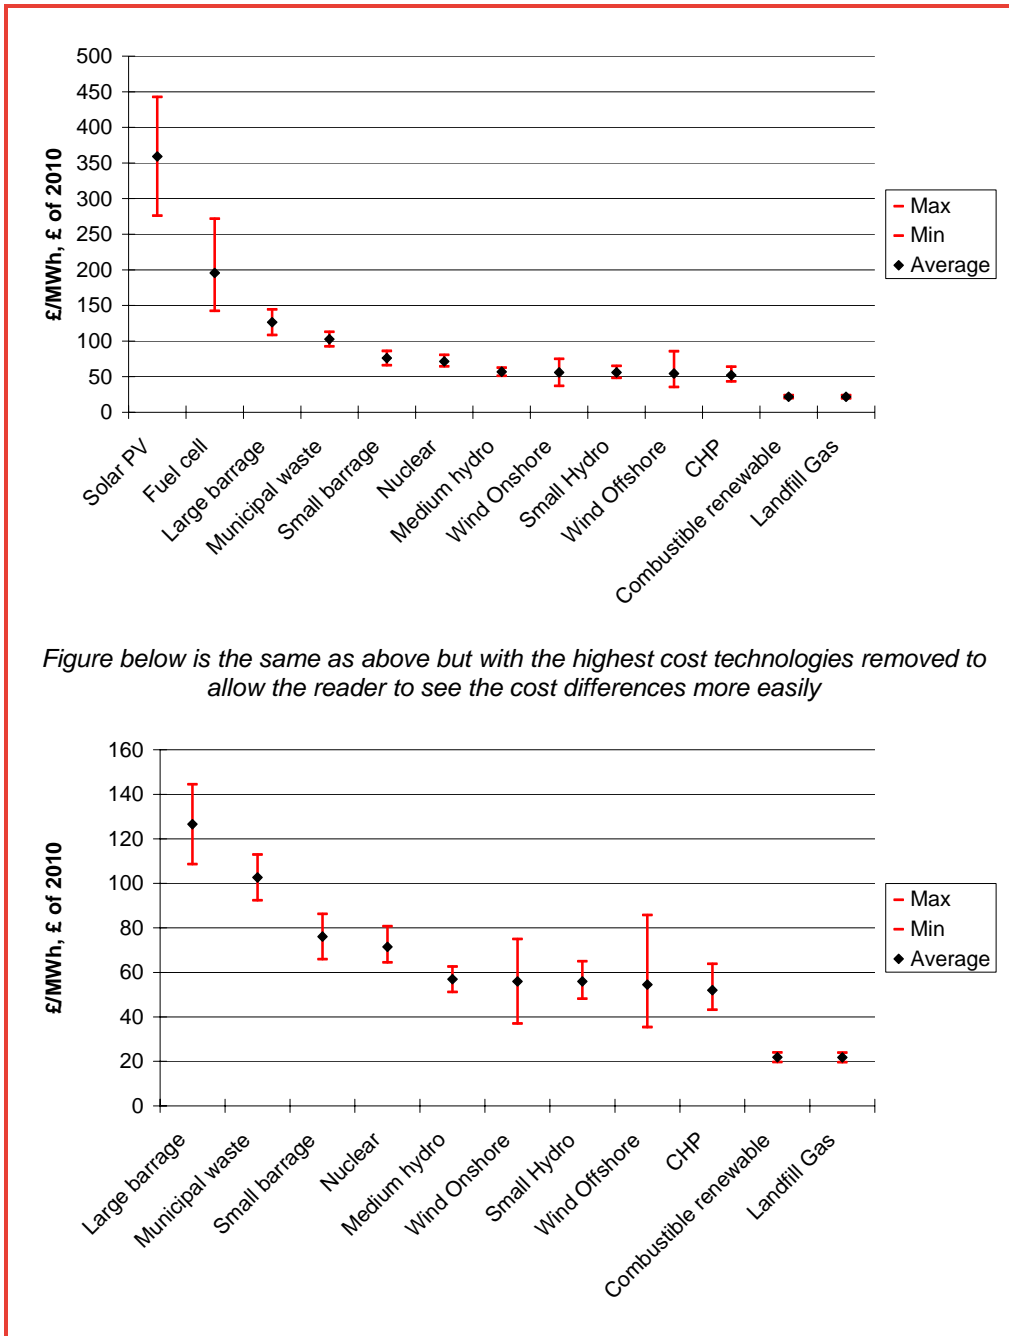 500
450
400
350
300
250
200
150
100
50
0
£/MWh, £ of 2010
Solar PV
Fuel cell
Large barrage
Municipal waste
Small barrage
Nuclear
Medium hydro
Wind Onshore
Small Hydro
Wind Offshore
CHP
Combustible renewable
Landfill Gas
Max
Min
Average
Figure below is the same as above but with the highest cost technologies removed to
allow the reader to see the cost differences more easily
160
140
120
100
80
60
40
20
0
£/MWh, £ of 2010
Large barrage
Municipal waste
Small barrage
Nuclear
Medium hydro
Wind Onshore
Small Hydro
Wind Offshore
CHP
Combustible renewable
Landfill Gas
Max
Min
Average